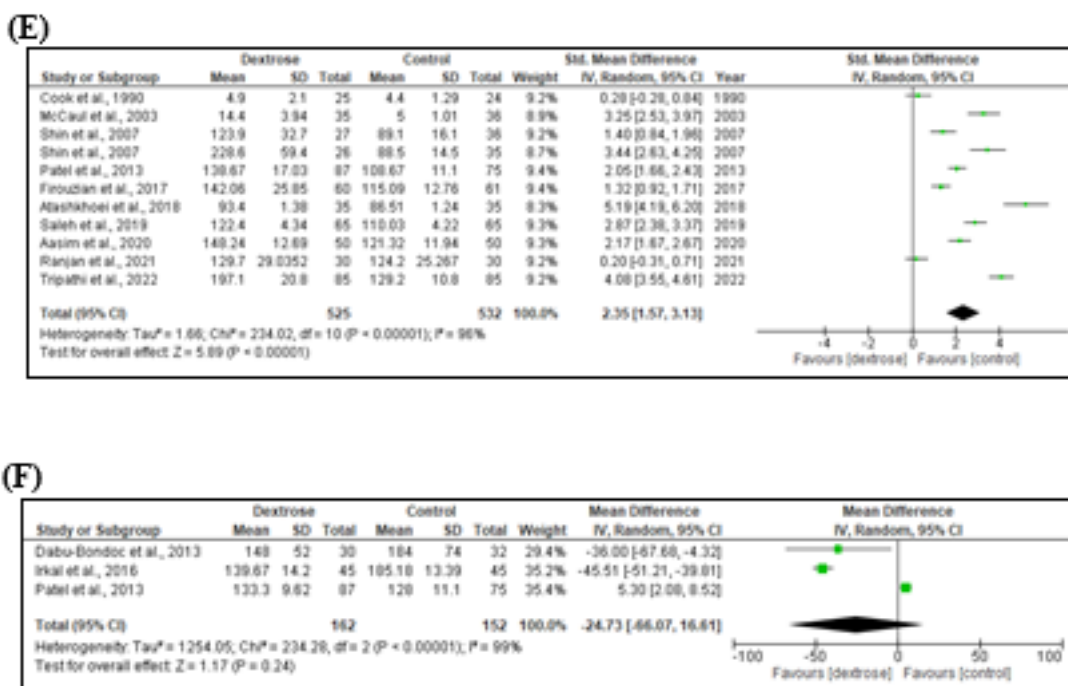 (E)
Dextrose Control Std. Mean Difference Std. Mean Difference
Study or Subgroup Mean SD Total Mean SD Total Weight IV, Random, 95% CI Year IV, Random, 95% CI
Cook et al., 1990 4.9 2.1 25 4.4 1.29 24 9.2% 0.28 [-0.28, 0.84] 1990
McCaul et al., 2003 14.4 3.94 35 5 1.01 36 8.9% 3.25 [2.53, 3.97] 2003
Shin et al., 2007 123.9 32.7 27 89.1 16.1 36 9.2% 1.40 [0.84, 1.96] 2007
Shin et al., 2007 228.6 59.4 26 88.5 14.5 35 8.7% 3.44 [2.63, 4.25] 2007
Patel et al., 2013 138.67 17.03 87 108.67 11.1 75 9.4% 2.05 [1.66, 2.43] 2013
Firouzian et al., 2017 142.06 25.85 60 115.09 12.76 61 9.4% 1.32 [0.92, 1.71] 2017
Atashkhoei et al., 2018 93.4 1.38 35 86.51 1.24 35 8.3% 5.19 [4.19, 6.20] 2018
Saleh et al., 2019 122.4 4.34 65 110.03 4.22 65 9.3% 2.87 [2.38, 3.37] 2019
Aasim et al., 2020 148.24 12.69 50 121.32 11.94 50 9.3% 2.17 [1.67, 2.67] 2020
Ranjan et al., 2021 129.7 29.0352 30 124.2 25.267 30 9.3% 0.20 [-0.31, 0.71] 2021
Tripathi et al., 2022 197.1 20.8 85 129.2 10.8 85 9.2% 4.08 [3.55, 4.61] 2022
Total (95% CI) 525 532 100.0% 2.35 [1.57, 3.13]
Heterogeneity: Tau² = 1.66; Chi² = 234.02, df = 10 (P < 0.00001); I² = 96%
Test for overall effect: Z = 5.89 (P < 0.00001)
-4 -2 0 2 4
Favours [dextrose] Favours [control]
(F)
Dextrose Control Mean Difference Mean Difference
Study or Subgroup Mean SD Total Mean SD Total Weight IV, Random, 95% CI IV, Random, 95% CI
Dabu-Bondoc et al., 2013 148 52 30 184 74 32 29.4% -36.00 [-67.68, -4.32]
Irkal et al., 2016 139.67 14.2 45 185.18 13.39 45 35.2% -45.51 [-51.21, -39.81]
Patel et al., 2013 133.3 9.62 87 128 11.1 75 35.4% 5.30 [2.08, 8.52]
Total (95% CI) 162 152 100.0% -24.73 [-66.07, 16.61]
Heterogeneity: Tau² = 1254.05; Chi² = 234.28, df = 2 (P < 0.00001); I² = 99%
Test for overall effect: Z = 1.17 (P = 0.24)
-100 -50 0 50 100
Favours [dextrose] Favours [control]